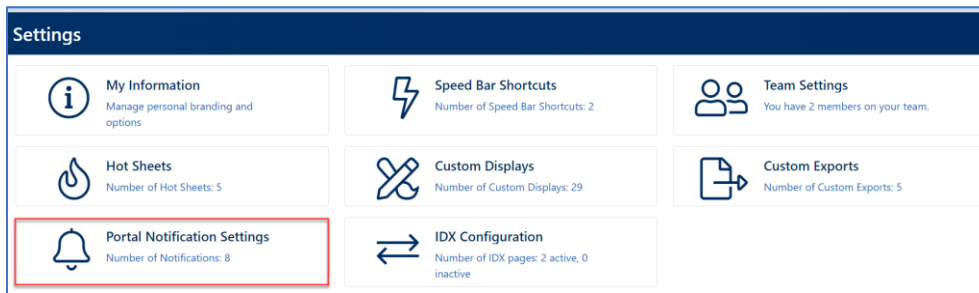 Settings
My Information
Manage personal branding and
options
Speed Bar Shortcuts
Number of Speed Bar Shortcuts: 2
Team Settings
You have 2 members on your team.
Hot Sheets
Number of Hot Sheets: 5
Custom Displays
Number of Custom Displays: 29
Custom Exports
Number of Custom Exports: 5
Portal Notification Settings
Number of Notifications: 8
IDX Configuration
Number of IDX pages: 2 active, 0
inactive